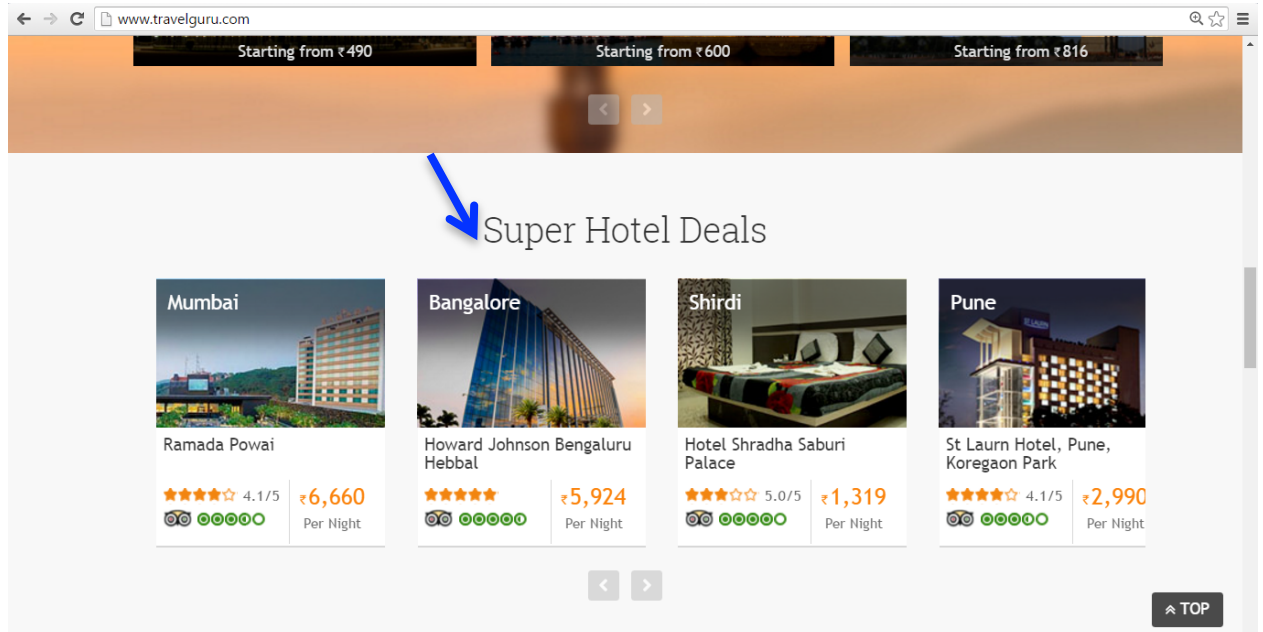 www.travelguru.com
Starting from ₹490
Starting from ₹600
Starting from ₹816
Super Hotel Deals
Mumbai
Ramada Powai
4.1/5
₹6,660
Per Night
Bangalore
Howard Johnson Bengaluru
Hebbal
₹5,924
Per Night
Shirdi
Hotel Shradha Saburi
Palace
5.0/5
₹1,319
Per Night
Pune
ST LAURN
St Laurn Hotel, Pune,
Koregaon Park
4.1/5
₹2,990
Per Night
TOP